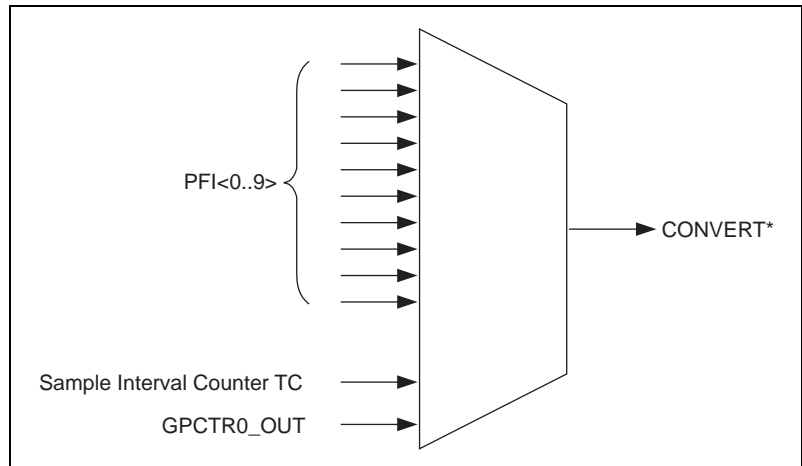 PFI<0..9>
CONVERT*
Sample Interval Counter TC
GPCTR0_OUT